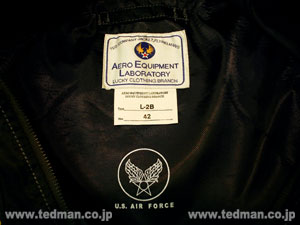 AERO EQUIPMENT
LABORATORY
LUCKY CLOTHING BRANCH
L-2B
42
U.S. AIR FORCE
www.tedman.co.jp www.tedman.co.jp